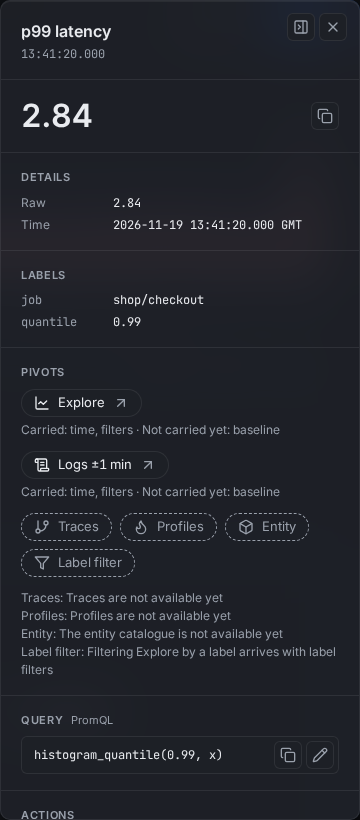 p99 latency
13:41:20.000
2.84
DETAILS
Raw 2.84
Time 2026-11-19 13:41:20.000 GMT
LABELS
job shop/checkout
quantile 0.99
PIVOTS
Explore
Carried: time, filters · Not carried yet: baseline
Logs ±1 min
Carried: time, filters · Not carried yet: baseline
Traces Profiles Entity
Label filter
Traces: Traces are not available yet
Profiles: Profiles are not available yet
Entity: The entity catalogue is not available yet
Label filter: Filtering Explore by a label arrives with label
filters
QUERY PromQL
histogram_quantile(0.99, x)
ACTIONS